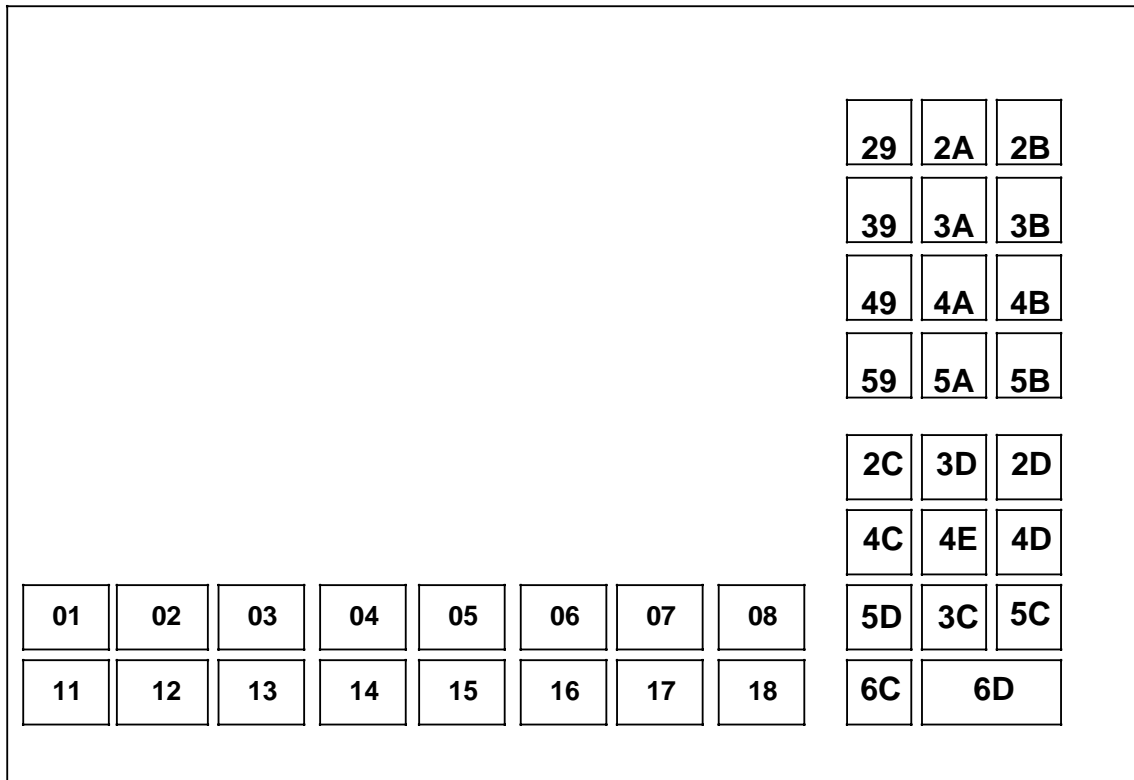 29 2A 2B
39 3A 3B
49 4A 4B
59 5A 5B
2C 3D 2D
4C 4E 4D
01 02 03 04 05 06 07 08 5D 3C 5C
11 12 13 14 15 16 17 18 6C 6D